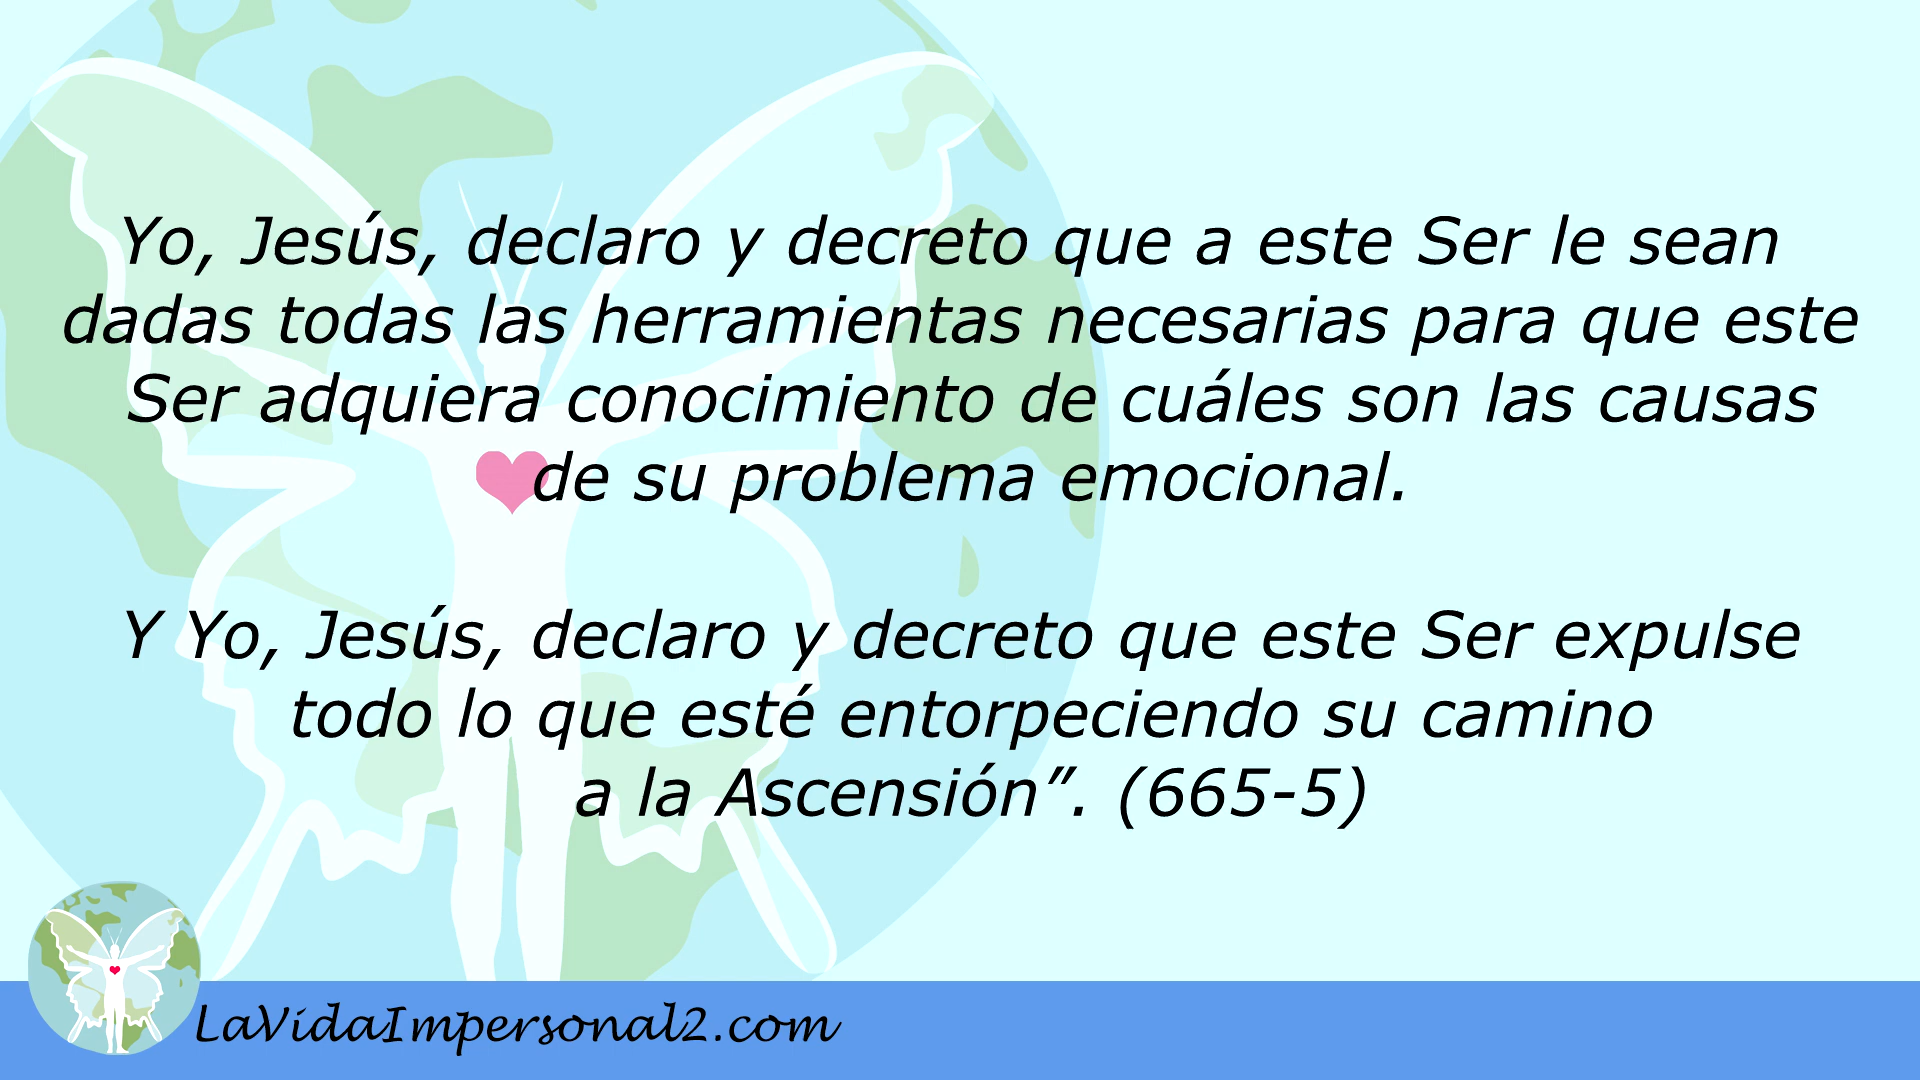 Yo, Jesús, declaro y decreto que a este Ser le sean
dadas todas las herramientas necesarias para que este
Ser adquiera conocimiento de cuáles son las causas
de su problema emocional.
Y Yo, Jesús, declaro y decreto que este Ser expulse
todo lo que esté entorpeciendo su camino
a la Ascensión”. (665-5)
LaVidaImpersonal2.com